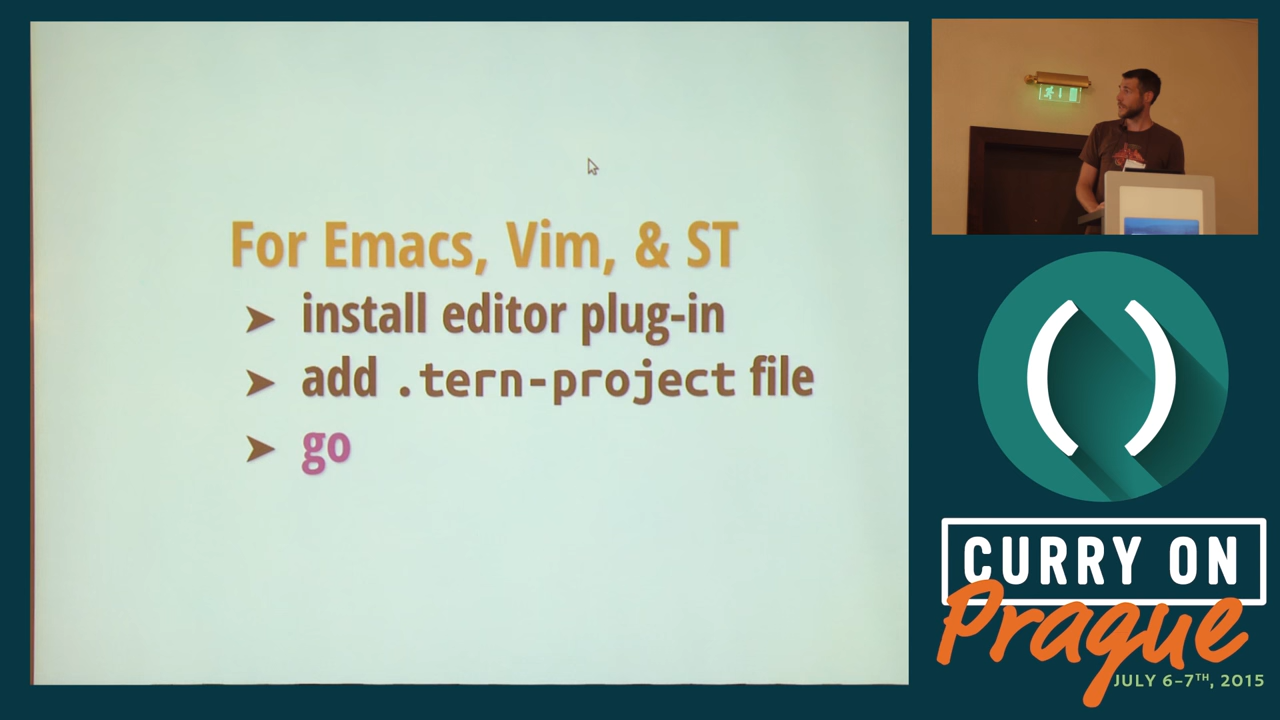 For Emacs, Vim, & ST
➤ install editor plug-in
➤ add .tern-project file
➤ go
CURRY ON
Prague
JULY 6–7TH, 2015